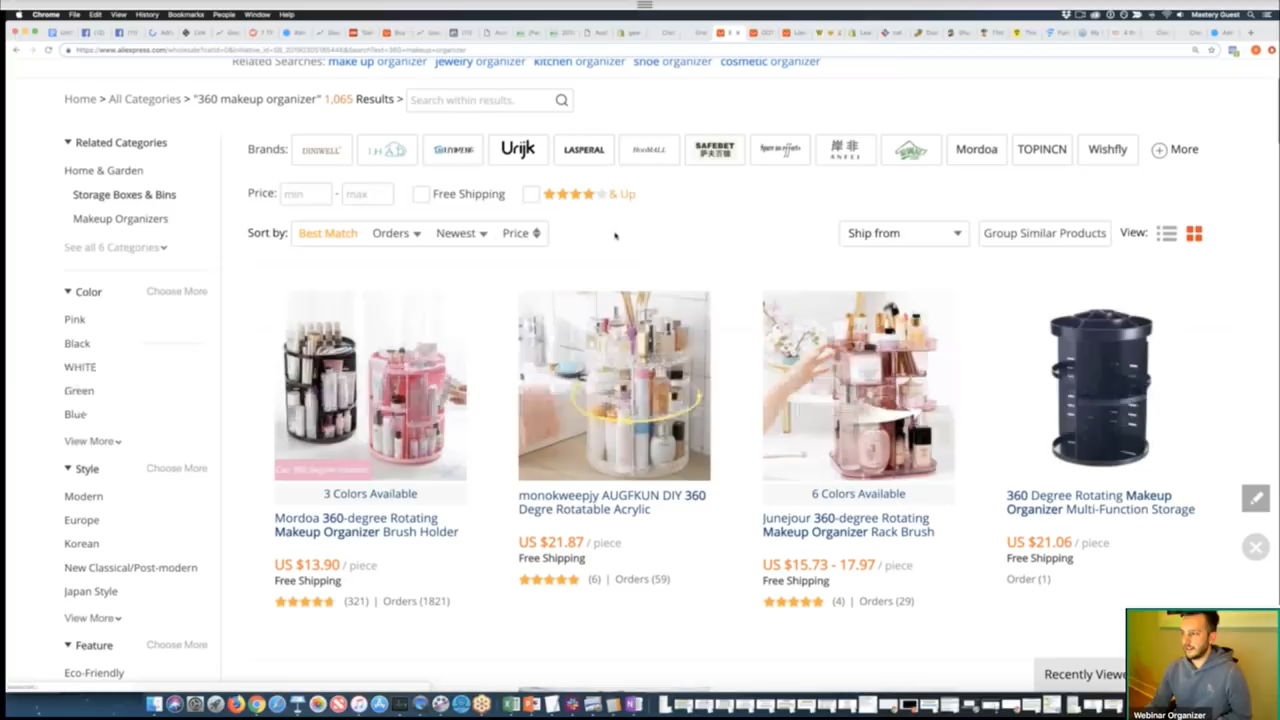 Chrome File Edit View History Bookmarks People Window Help
Mastery Guest
Related Searches: make up organizer jewelry organizer kitchen organizer shoe organizer cosmetic organizer
Home > All Categories > "360 makeup organizer" 1,065 Results > Search within results.
Related Categories
Home & Garden
Storage Boxes & Bins
Makeup Organizers
See all 6 Categories
Color Choose More
Pink
Black
WHITE
Green
Blue
View More
Style Choose More
Modern
Europe
Korean
New Classical/Post-modern
Japan Style
View More
Feature Choose More
Eco-Friendly
Brands: DINIWELL Urijk LASPERAL HooMALL SAFEBET 岸非 ANFEI Mordoa TOPINCN Wishfly More
Price: min - max Free Shipping & Up
Sort by: Best Match Orders Newest Price Ship from Group Similar Products View:
3 Colors Available
Mordoa 360-degree Rotating
Makeup Organizer Brush Holder
US $13.90 / piece
Free Shipping
(321) | Orders (1821)
monokweepjy AUGFKUN DIY 360
Degre Rotatable Acrylic
US $21.87 / piece
Free Shipping
(6) | Orders (59)
6 Colors Available
Junejour 360-degree Rotating
Makeup Organizer Rack Brush
US $15.73 - 17.97 / piece
Free Shipping
(4) | Orders (29)
360 Degree Rotating Makeup
Organizer Multi-Function Storage
US $21.06 / piece
Free Shipping
Order (1)
Recently Viewe
Webinar Organizer